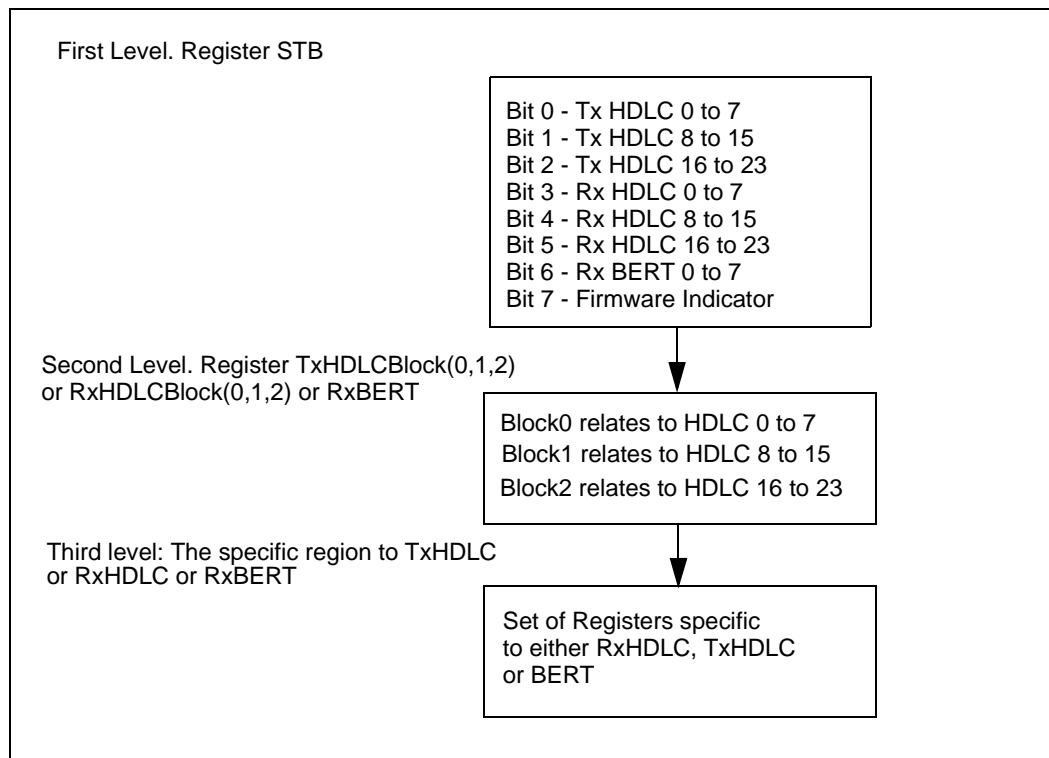 First Level. Register STB
Bit 0 - Tx HDLC 0 to 7
Bit 1 - Tx HDLC 8 to 15
Bit 2 - Tx HDLC 16 to 23
Bit 3 - Rx HDLC 0 to 7
Bit 4 - Rx HDLC 8 to 15
Bit 5 - Rx HDLC 16 to 23
Bit 6 - Rx BERT 0 to 7
Bit 7 - Firmware Indicator
Second Level. Register TxHDLCBlock(0,1,2)
or RxHDLCBlock(0,1,2) or RxBERT
Block0 relates to HDLC 0 to 7
Block1 relates to HDLC 8 to 15
Block2 relates to HDLC 16 to 23
Third level: The specific region to TxHDLC
or RxHDLC or RxBERT
Set of Registers specific
to either RxHDLC, TxHDLC
or BERT